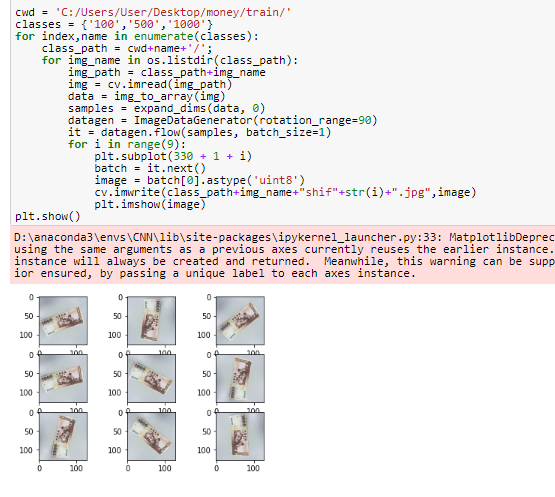 cwd = 'C:/Users/User/Desktop/money/train/'
classes = {'100','500','1000'}
for index,name in enumerate(classes):
    class_path = cwd+name+'/';
    for img_name in os.listdir(class_path):
        img_path = class_path+img_name
        img = cv.imread(img_path)
        data = img_to_array(img)
        samples = expand_dims(data, 0)
        datagen = ImageDataGenerator(rotation_range=90)
        it = datagen.flow(samples, batch_size=1)
        for i in range(9):
            plt.subplot(330 + 1 + i)
            batch = it.next()
            image = batch[0].astype('uint8')
            cv.imwrite(class_path+img_name+"shif"+str(i)+".jpg",image)
            plt.imshow(image)
plt.show()
D:\anaconda3\envs\CNN\lib\site-packages\ipykernel_launcher.py:33: MatplotlibDeprec
using the same arguments as a previous axes currently reuses the earlier instance.
instance will always be created and returned.  Meanwhile, this warning can be supp
ior ensured, by passing a unique label to each axes instance.
0 0 0
50 50 50
100 100 100
0 100 0 100 0 100
0 0 0
50 50 50
100 100 100
0 100 0 100 0 100
0 0 0
50 50 50
100 100 100
0 100 0 100 0 100